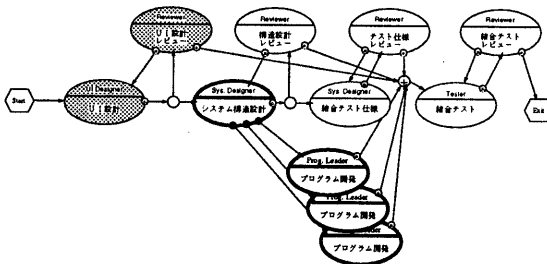 Reviewer
UI設計
レビュー
Reviewer
構造設計
レビュー
Reviewer
テスト仕様
レビュー
Reviewer
結合テスト
レビュー
Start
UI Designer
UI設計
Sys. Designer
システム構造設計
Sys. Designer
結合テスト仕様
Tester
結合テスト
Exit
Prog. Leader
プログラム開発
Prog. Leader
プログラム開発
プログラム開発